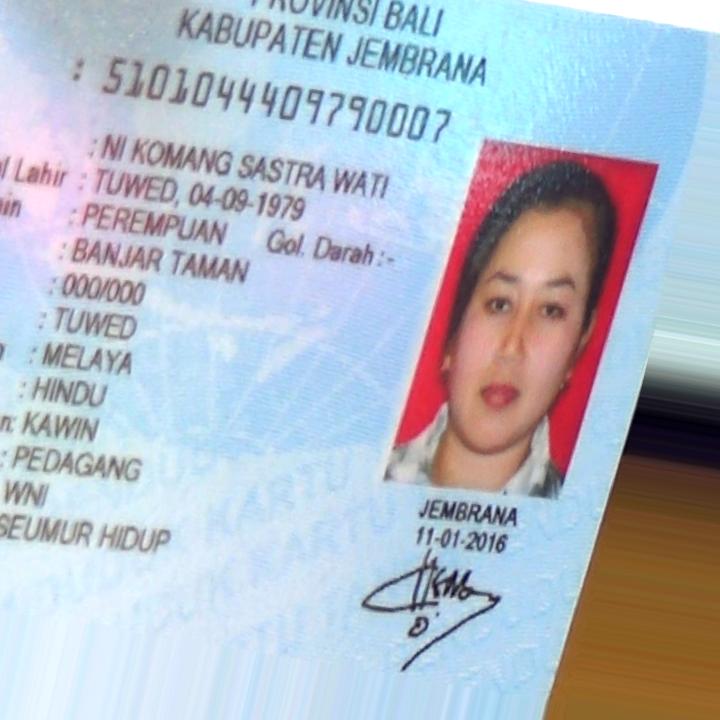 PROVINSI BALI
KABUPATEN JEMBRANA
: 5101044409790007
: NI KOMANG SASTRA WATI
Lahir : TUWED, 04-09-1979
: PEREMPUAN Gol. Darah :-
: BANJAR TAMAN
: 000/000
: TUWED
: MELAYA
: HINDU
: KAWIN
: PEDAGANG
WNI
SEUMUR HIDUP
JEMBRANA
11-01-2016